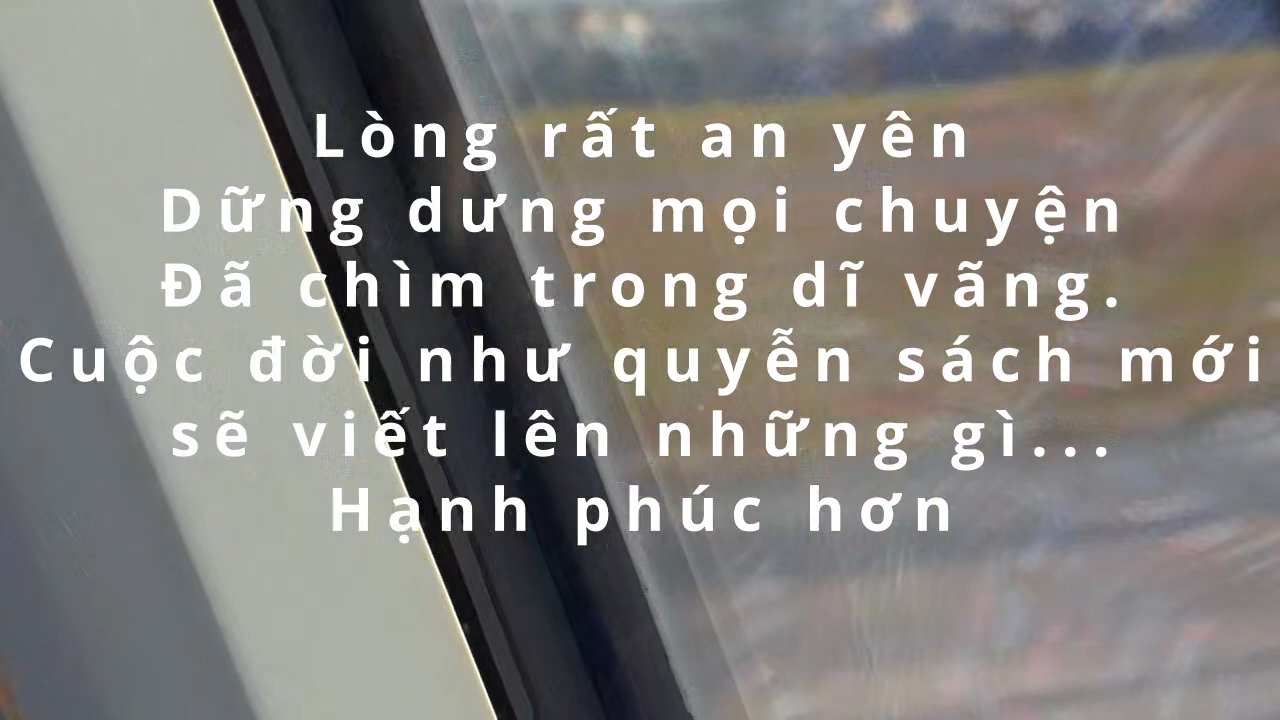 Lòng rất an yên
Dững dưng mọi chuyện
Đã chìm trong dĩ vãng.
Cuộc đời như quyễn sách mới
sẽ viết lên những gì...
Hạnh phúc hơn